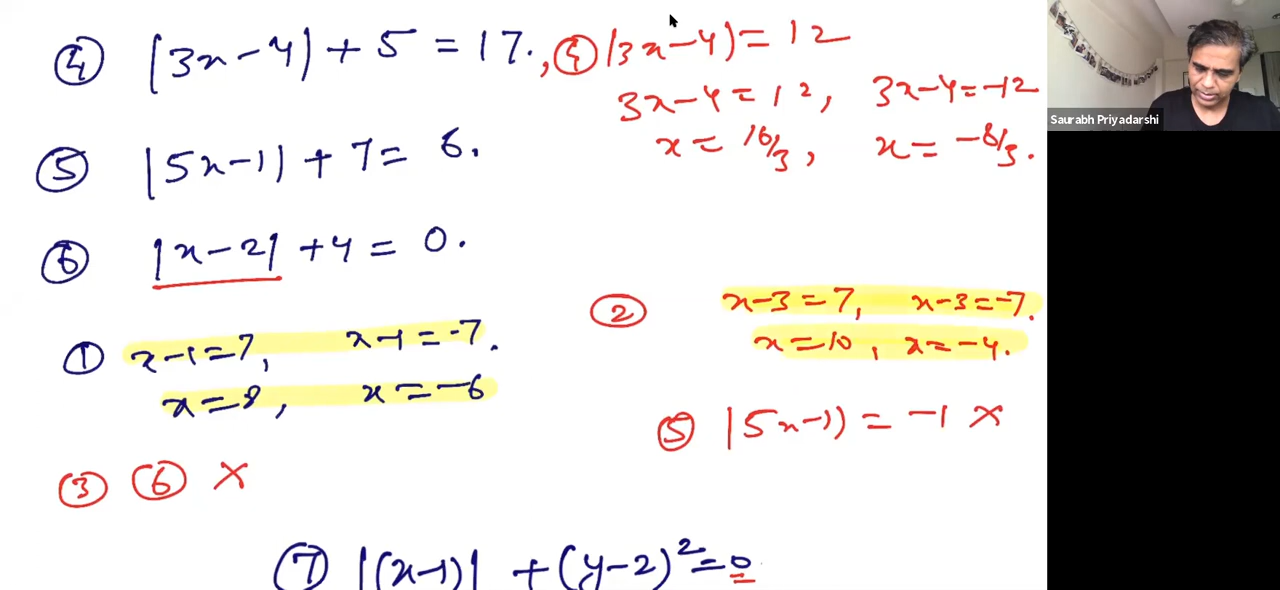 ④ |3x-4| + 5 = 17. , ④ |3x-4| = 12
3x-4 = 12, 3x-4 = -12
x = 16/3, x = -8/3.
Saurabh Priyadarshi
⑤ |5x-1| + 7 = 6.
⑥ |x-2| + 4 = 0.
① x-1=7, x-1=-7.
x=8, x=-6
② x-3=7, x-3=-7.
x=10, x=-4.
⑤ |5x-1| = -1 ×
③ ⑥ ×
⑦ |(x-1)| + (y-2)²=0